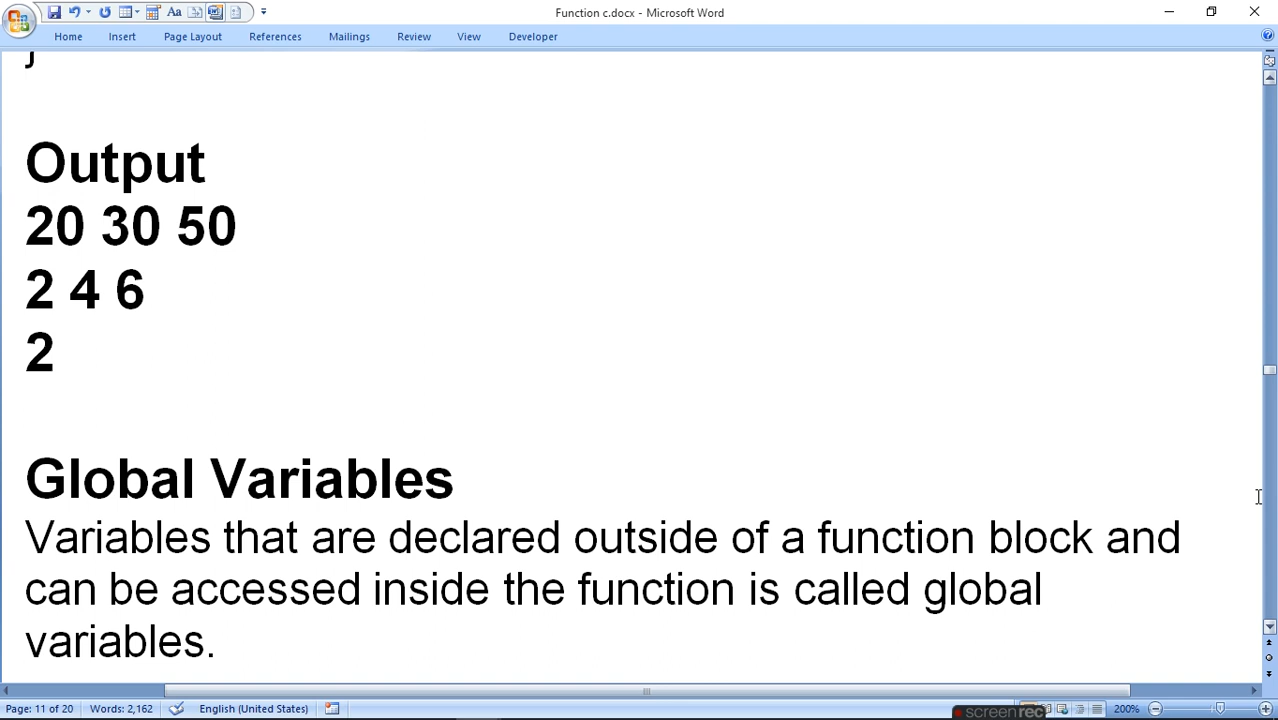 Function c.docx - Microsoft Word
Home Insert Page Layout References Mailings Review View Developer
}
Output
20 30 50
2 4 6
2
Global Variables
Variables that are declared outside of a function block and
can be accessed inside the function is called global
variables.
Page: 11 of 20 Words: 2,162 English (United States) 200%
screenrec